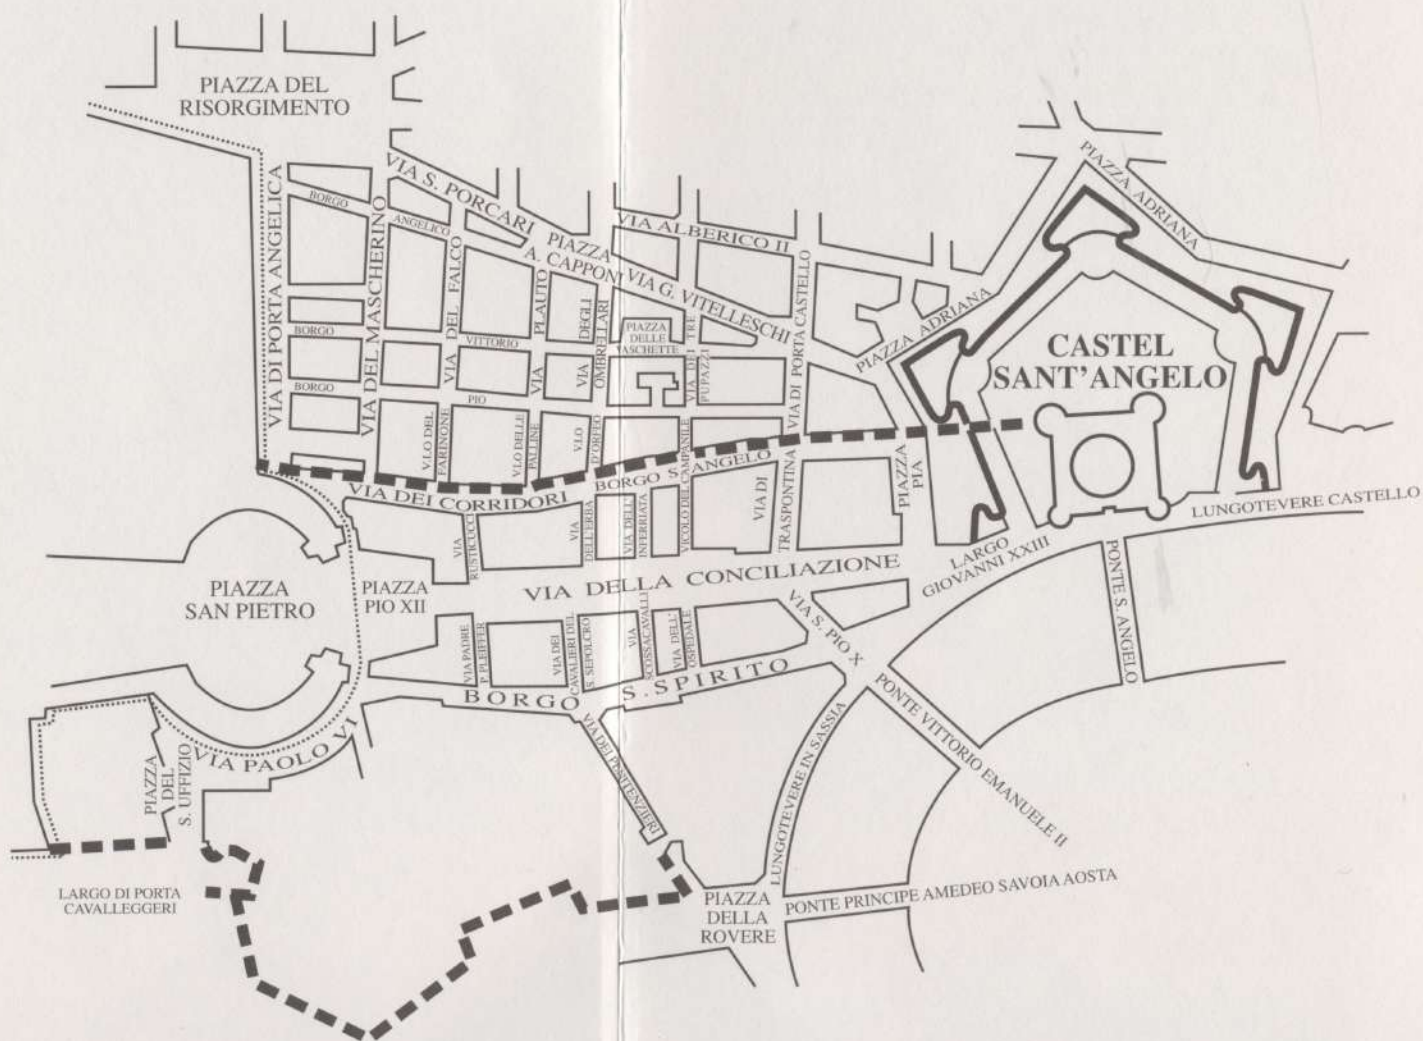 PIAZZA DEL
RISORGIMENTO
VIA S. PORCARI
PIAZZA
A. CAPPONI
VIA ALBERICO II
PIAZZA ADRIANA
VIA DI PORTA ANGELICA
BORGO
ANGELICO
VIA DEL MASCHERINO
VIA DEL FALCO
VIA PLAUTO
VIA DEGLI
OMBRELLARI
VIA G. VITELLESCHI
VIA DI PORTA CASTELLO
PIAZZA ADRIANA
BORGO
VITTORIO
PIAZZA
DELLE
VASCHETTE
VIA DEI TRE
PUPAZZI
CASTEL
SANT'ANGELO
BORGO
PIO
V.LO DEL
FARINONE
V.LO DELLE
PALLINE
V.LO
D'ORFEO
VICOLO DEL CAMPANILE
VIA DEI CORRIDORI
BORGO S. ANGELO
VIA DI
TRASPONTINA
PIAZZA
PIA
LUNGOTEVERE CASTELLO
VIA
RUSTICUCCI
VIA
DELL'ERBA
VIA DELL'
INFERRIATA
LARGO
GIOVANNI XXIII
PIAZZA
SAN PIETRO
PIAZZA
PIO XII
VIA DELLA CONCILIAZIONE
PONTE S. ANGELO
VIA PADRE
P. PLEIFFER
VIA DEI
CAVALIERI DEL
S. SEPOLCRO
VIA
SCOSSACAVALLI
VIA DELL'
OSPEDALE
VIA S. PIO X
BORGO S. SPIRITO
VIA PAOLO VI
PIAZZA
DEL
S. UFFIZIO
VIA DEI PENITENZIERI
LUNGOTEVERE IN SASSIA
PONTE VITTORIO EMANUELE II
LARGO DI PORTA
CAVALLEGGERI
PIAZZA
DELLA
ROVERE
PONTE PRINCIPE AMEDEO SAVOIA AOSTA